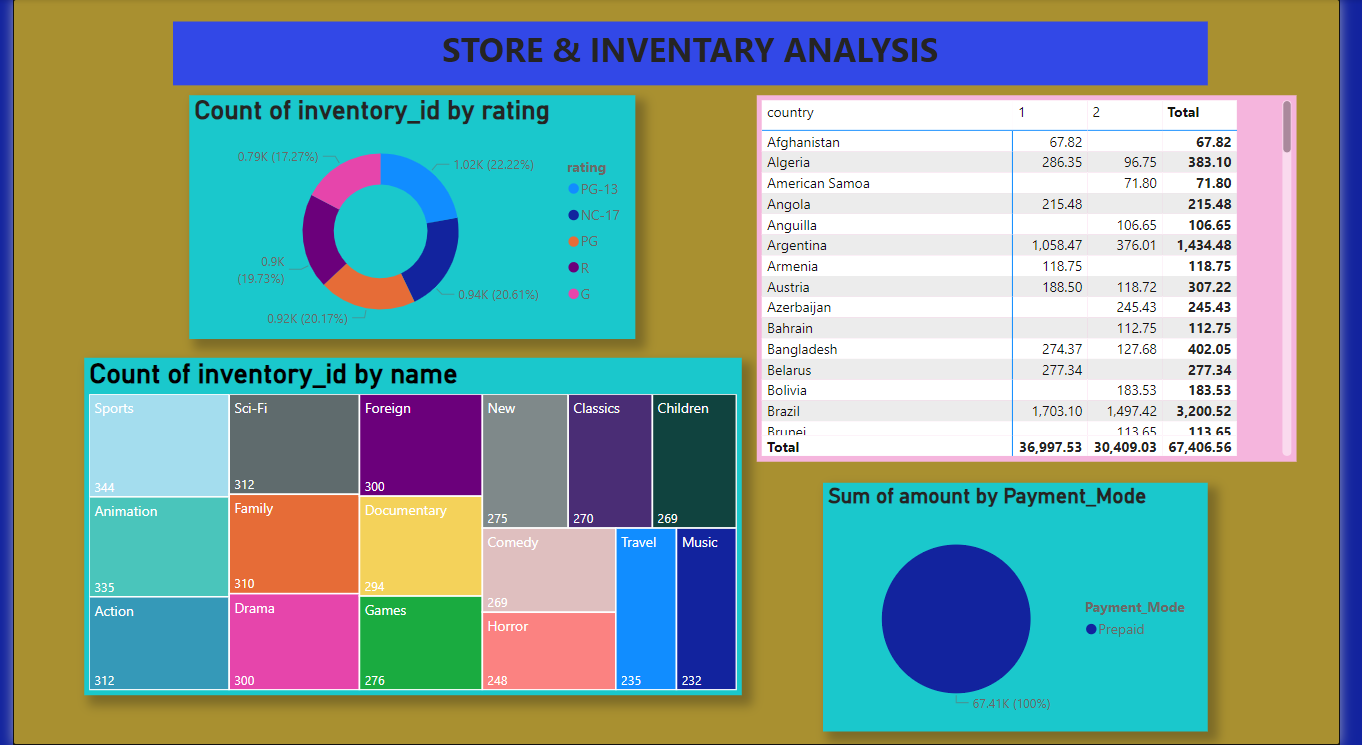 STORE & INVENTARY ANALYSIS
Count of inventory_id by rating
0.79K (17.27%)
1.02K (22.22%)
0.9K
(19.73%)
0.94K (20.61%)
0.92K (20.17%)
rating
PG-13
NC-17
PG
R
G
country 1 2 Total
Afghanistan 67.82 67.82
Algeria 286.35 96.75 383.10
American Samoa 71.80 71.80
Angola 215.48 215.48
Anguilla 106.65 106.65
Argentina 1,058.47 376.01 1,434.48
Armenia 118.75 118.75
Austria 188.50 118.72 307.22
Azerbaijan 245.43 245.43
Bahrain 112.75 112.75
Bangladesh 274.37 127.68 402.05
Belarus 277.34 277.34
Bolivia 183.53 183.53
Brazil 1,703.10 1,497.42 3,200.52
Brunei 113.65 113.65
Total 36,997.53 30,409.03 67,406.56
Count of inventory_id by name
Sports
344
Animation
335
Action
312
Sci-Fi
312
Family
310
Drama
300
Foreign
300
Documentary
294
Games
276
New
275
Classics
270
Children
269
Comedy
269
Horror
248
Travel
235
Music
232
Sum of amount by Payment_Mode
Payment_Mode
Prepaid
67.41K (100%)